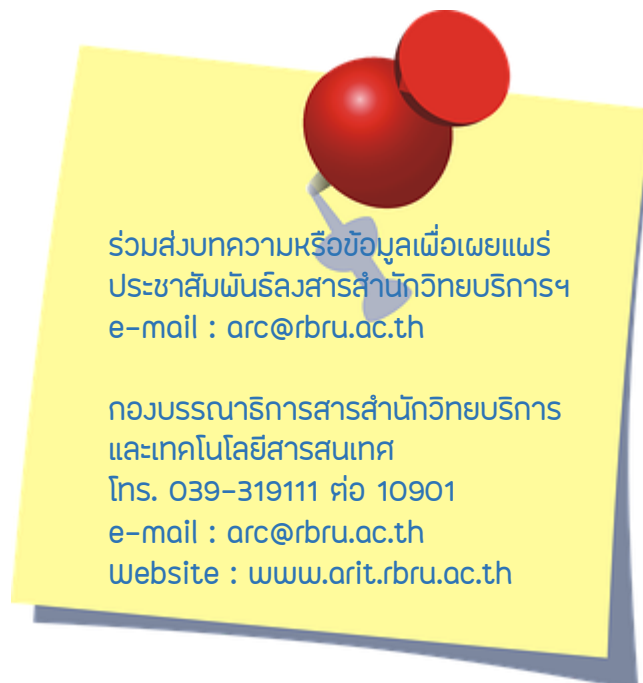 ร่วมส่งบทความหรือข้อมูลเพื่อเผยแพร่
ประชาสัมพันธ์ลงสารสำนักวิทยบริการฯ
e-mail : arc@rbru.ac.th
กองบรรณาธิการสารสำนักวิทยบริการ
และเทคโนโลยีสารสนเทศ
โทร. 039-319111 ต่อ 10901
e-mail : arc@rbru.ac.th
Website : www.arit.rbru.ac.th